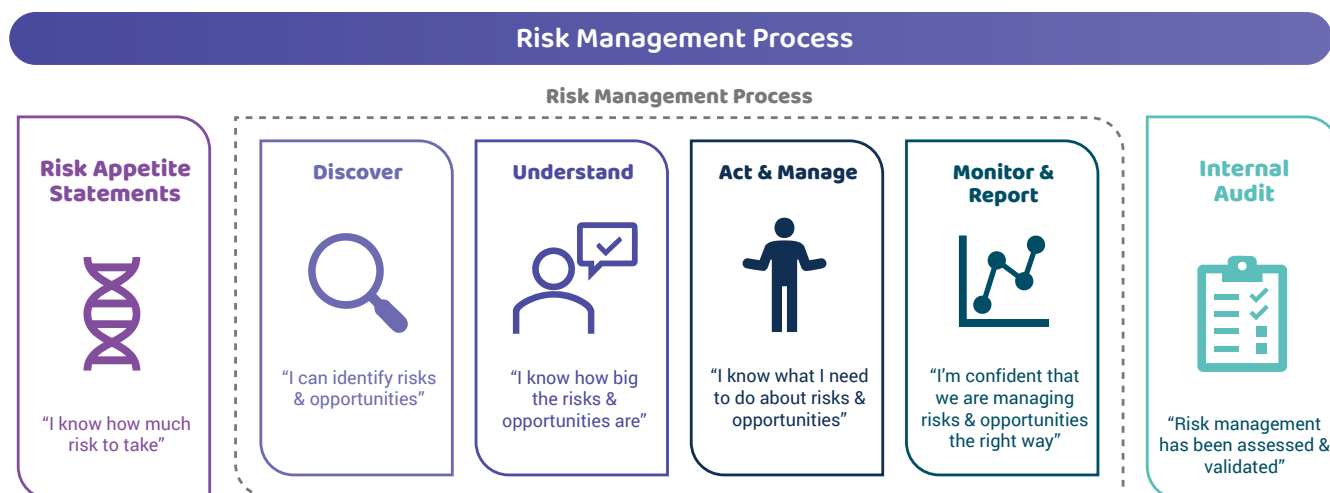 Risk Management Process
Risk Management Process
Risk Appetite
Statements
“I know how much
risk to take”
Discover
“I can identify risks
& opportunities”
Understand
“I know how big
the risks &
opportunities are”
Act & Manage
“I know what I need
to do about risks &
opportunities”
Monitor &
Report
“I’m confident that
we are managing
risks & opportunities
the right way”
Internal
Audit
“Risk management
has been assessed &
validated”